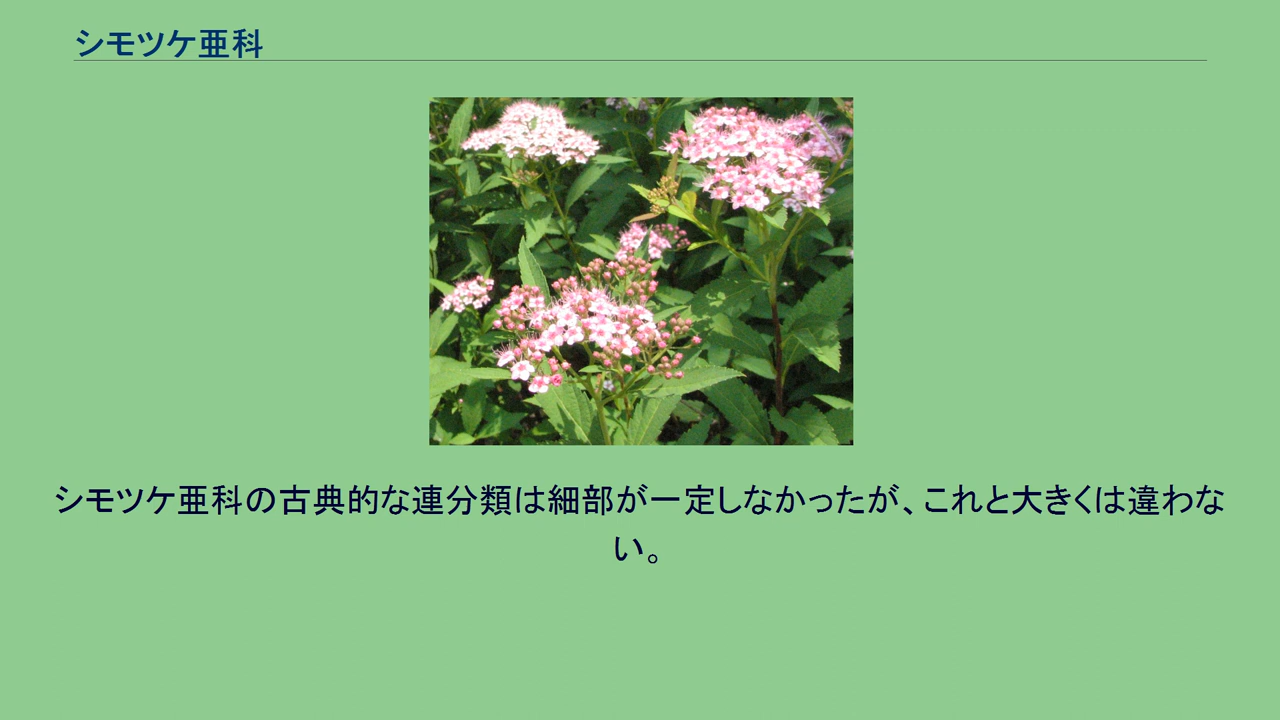 シモツケ亜科
シモツケ亜科の古典的な連分類は細部が一定しなかったが、これと大きくは違わな
い。